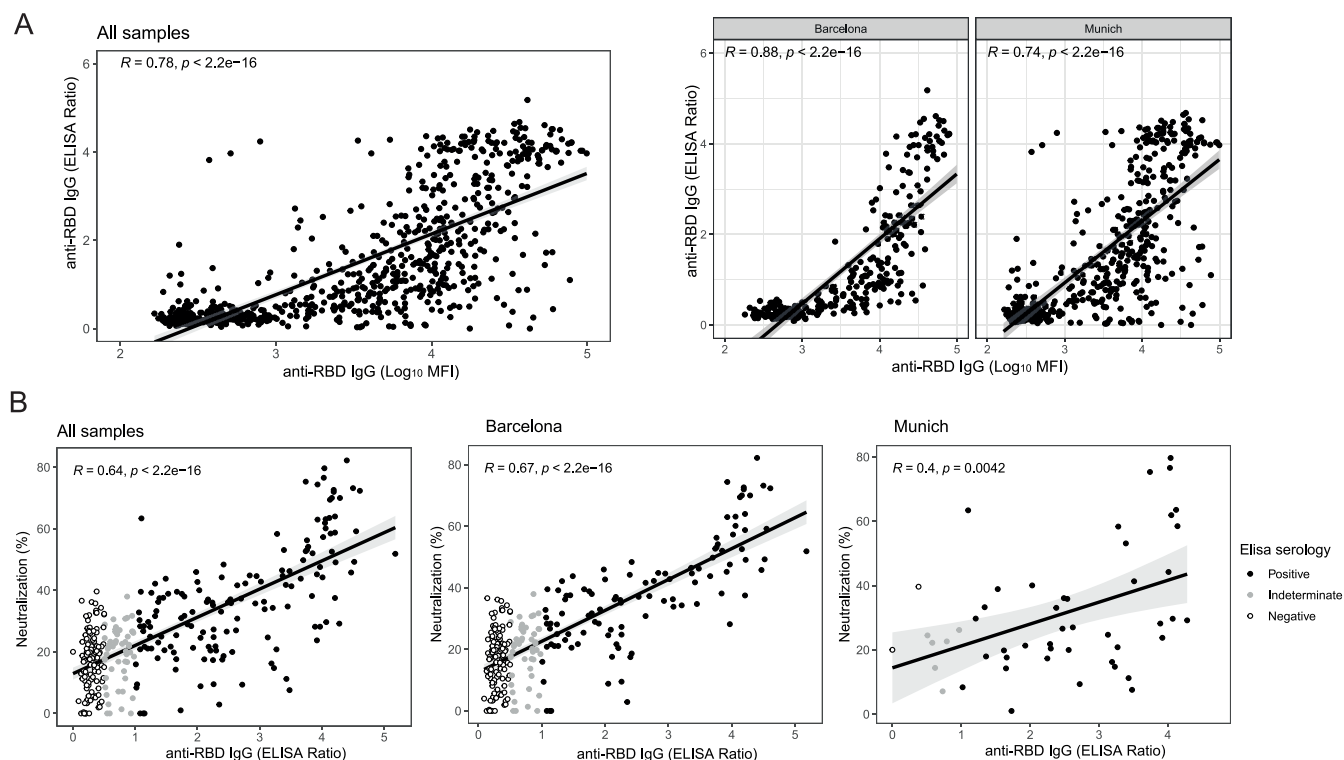 A
All samples
R = 0.78, p < 2.2e−16
anti-RBD IgG (ELISA Ratio)
6
4
2
0
2
3
4
5
anti-RBD IgG (Log₁₀ MFI)
Barcelona
Munich
R = 0.88, p < 2.2e−16
R = 0.74, p < 2.2e−16
anti-RBD IgG (ELISA Ratio)
6
4
2
0
2
3
4
5
2
3
4
5
anti-RBD IgG (Log₁₀ MFI)
B
All samples
R = 0.64, p < 2.2e−16
Neutralization (%)
80
60
40
20
0
0
1
2
3
4
5
anti-RBD IgG (ELISA Ratio)
Barcelona
R = 0.67, p < 2.2e−16
Neutralization (%)
80
60
40
20
0
0
1
2
3
4
5
anti-RBD IgG (ELISA Ratio)
Munich
R = 0.4, p = 0.0042
Neutralization (%)
80
60
40
20
0
0
1
2
3
4
anti-RBD IgG (ELISA Ratio)
Elisa serology
Positive
Indeterminate
Negative